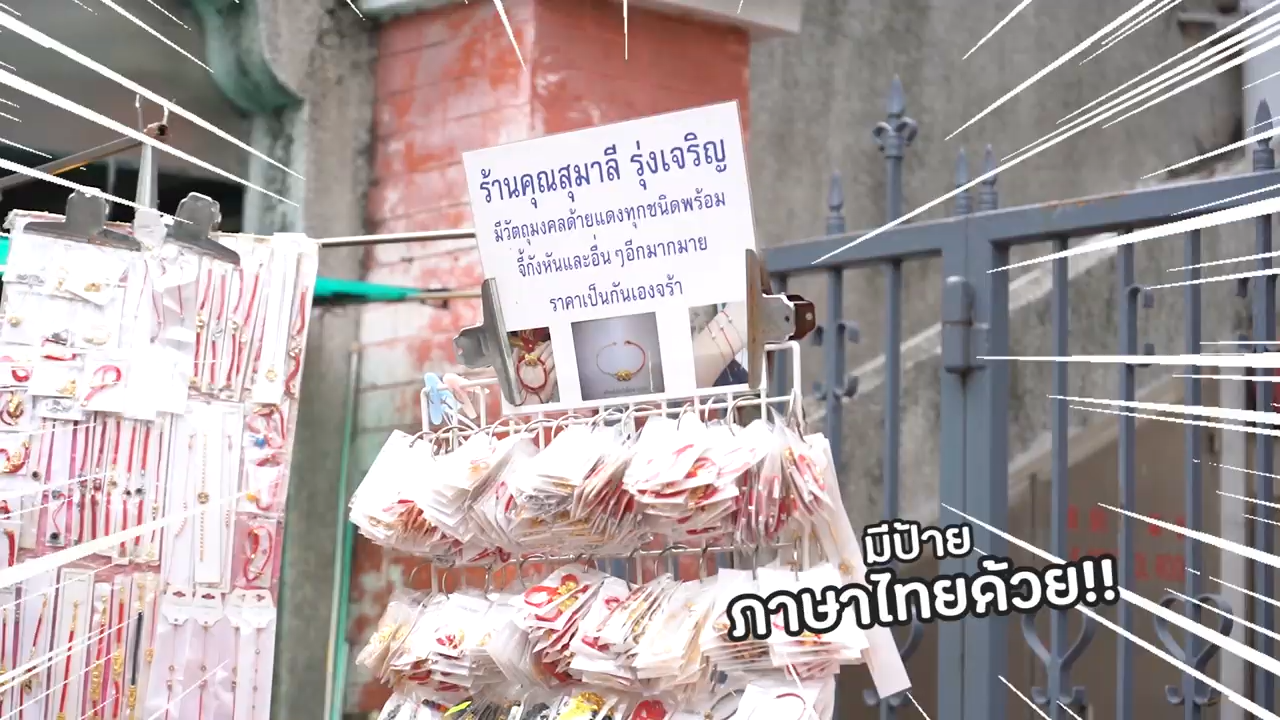 ร้านคุณสุมาลี รุ่งเจริญ
มีวัตถุมงคลด้ายแดงทุกชนิดพร้อม
จี้กังหันและอื่น ๆอีกมากมาย
ราคาเป็นกันเองจร้า
มีป้าย
ภาษาไทยด้วย!!